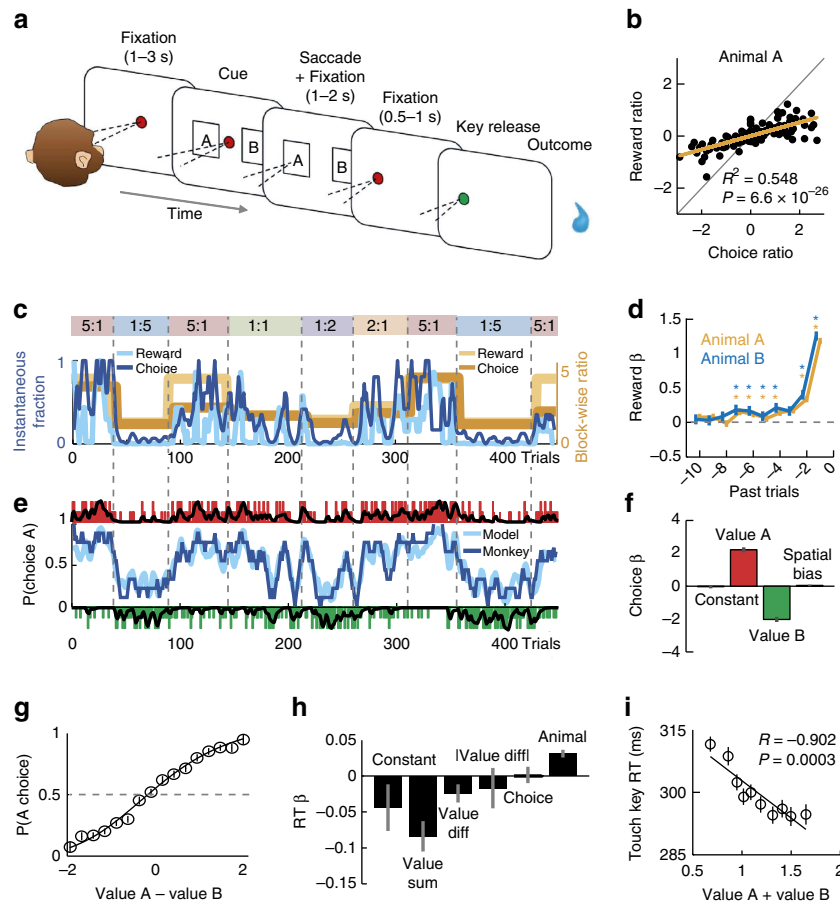 a
Fixation
(1–3 s)
Cue
Saccade
+ Fixation
(1–2 s)
Fixation
(0.5–1 s)
Key release
Outcome
A
B
A
B
Time
b
Animal A
Reward ratio
2
0
−2
R² = 0.548
P = 6.6 × 10⁻²⁶
−2 0 2
Choice ratio
c
5:1 1:5 5:1 1:1 1:2 2:1 5:1 1:5 5:1
Instantaneous
fraction
1
0
Reward
Choice
Reward
Choice
5
0
Block-wise ratio
0 100 200 300 400 Trials
d
Reward β
1.5
1
0.5
0
−0.5
Animal A
Animal B
* * * * * *
* * * * * *
−10 −8 −6 −4 −2 0
Past trials
e
P(choice A)
1
0.5
0
Model
Monkey
0 100 200 300 400 Trials
f
Choice β
4
2
0
−2
−4
Value A
Spatial
bias
Constant
Value B
g
P(A choice)
1
0.5
0
−2 0 2
Value A – value B
h
RT β
0.05
0
−0.05
−0.1
−0.15
Constant
|Value diff|
Animal
Value
diff
Choice
Value
sum
i
Touch key RT (ms)
315
300
285
R = −0.902
P = 0.0003
0.5 1 1.5 2
Value A + value B